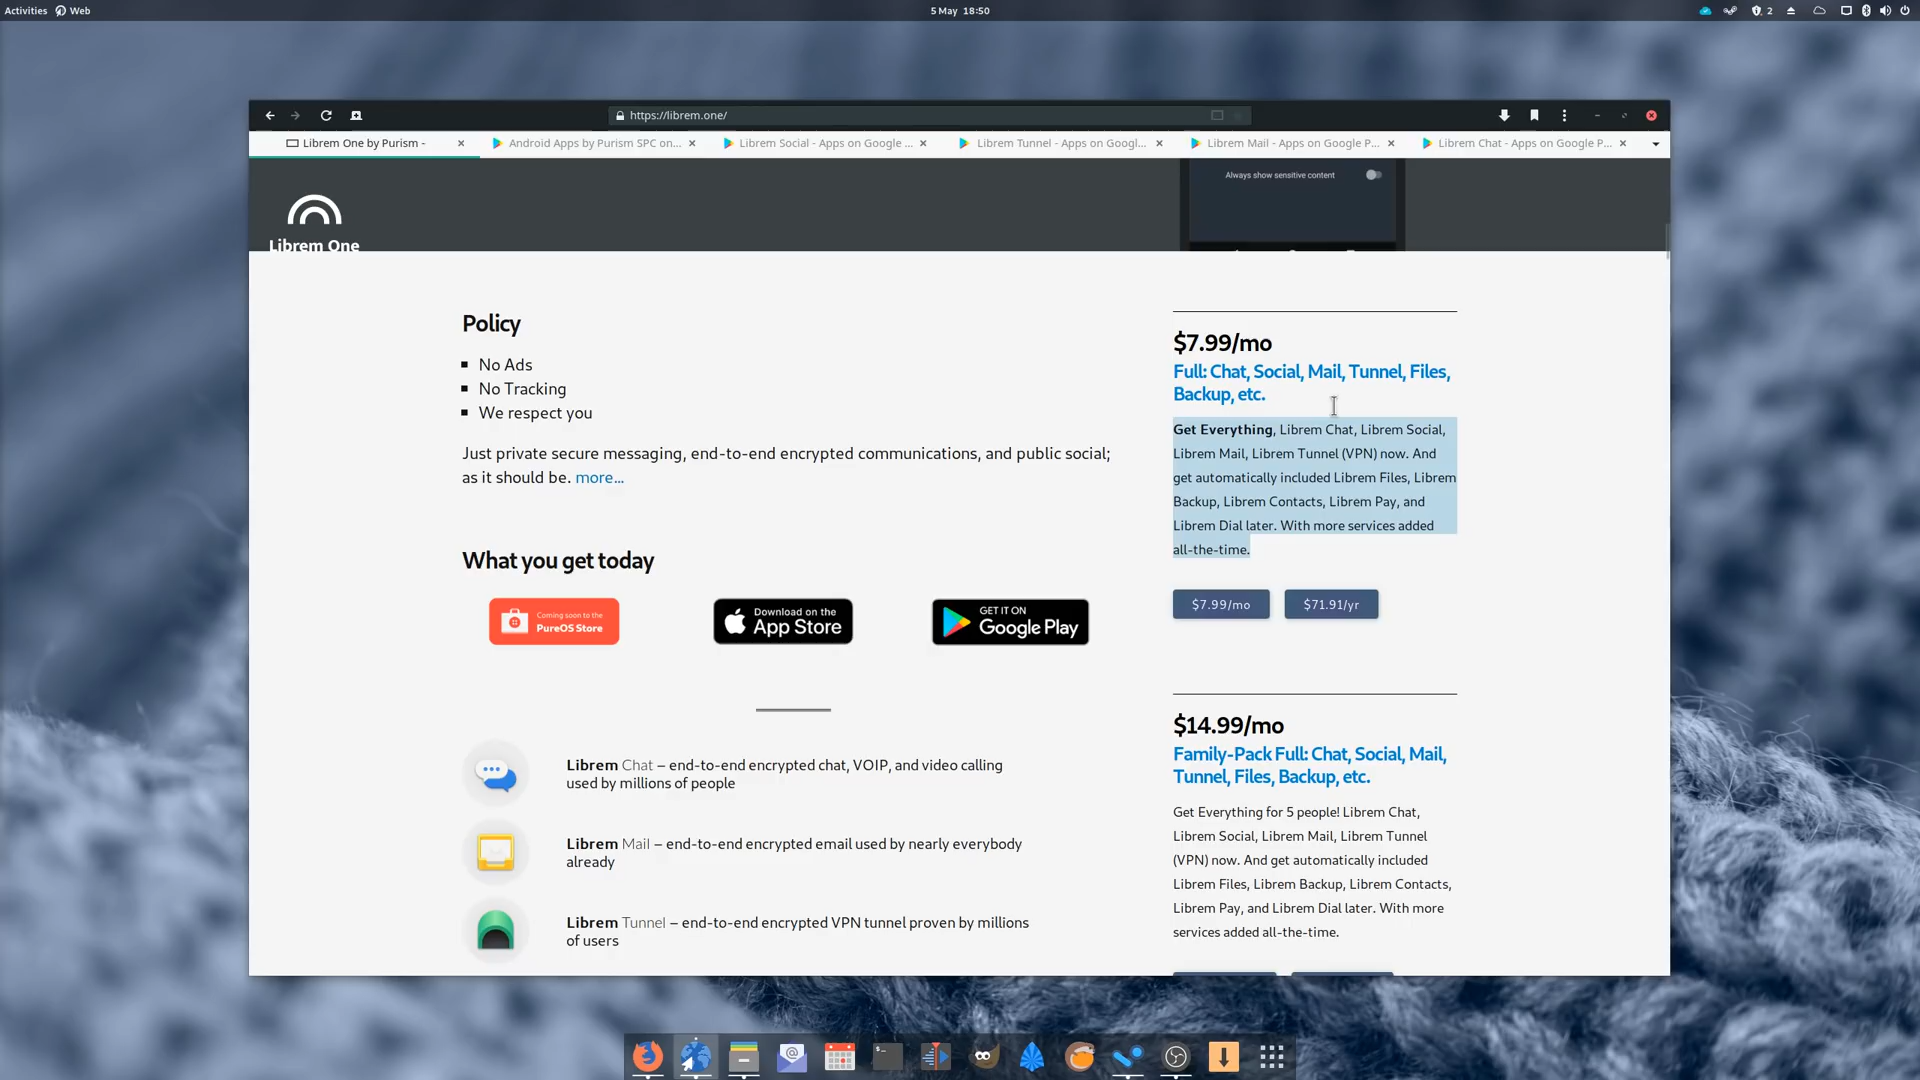 Activities
Web
5 May 18:50
2
https://librem.one/
Librem One by Purism -
Android Apps by Purism SPC on...
Librem Social - Apps on Google ...
Librem Tunnel - Apps on Googl...
Librem Mail - Apps on Google P...
Librem Chat - Apps on Google P...
Always show sensitive content
Librem One
Policy
No Ads
No Tracking
We respect you
Just private secure messaging, end-to-end encrypted communications, and public social;
as it should be. more...
What you get today
Coming soon to the
PureOS Store
Download on the
App Store
GET IT ON
Google Play
Librem Chat – end-to-end encrypted chat, VOIP, and video calling
used by millions of people
Librem Mail – end-to-end encrypted email used by nearly everybody
already
Librem Tunnel – end-to-end encrypted VPN tunnel proven by millions
of users
$7.99/mo
Full: Chat, Social, Mail, Tunnel, Files,
Backup, etc.
Get Everything, Librem Chat, Librem Social,
Librem Mail, Librem Tunnel (VPN) now. And
get automatically included Librem Files, Librem
Backup, Librem Contacts, Librem Pay, and
Librem Dial later. With more services added
all-the-time.
$7.99/mo
$71.91/yr
$14.99/mo
Family-Pack Full: Chat, Social, Mail,
Tunnel, Files, Backup, etc.
Get Everything for 5 people! Librem Chat,
Librem Social, Librem Mail, Librem Tunnel
(VPN) now. And get automatically included
Librem Files, Librem Backup, Librem Contacts,
Librem Pay, and Librem Dial later. With more
services added all-the-time.